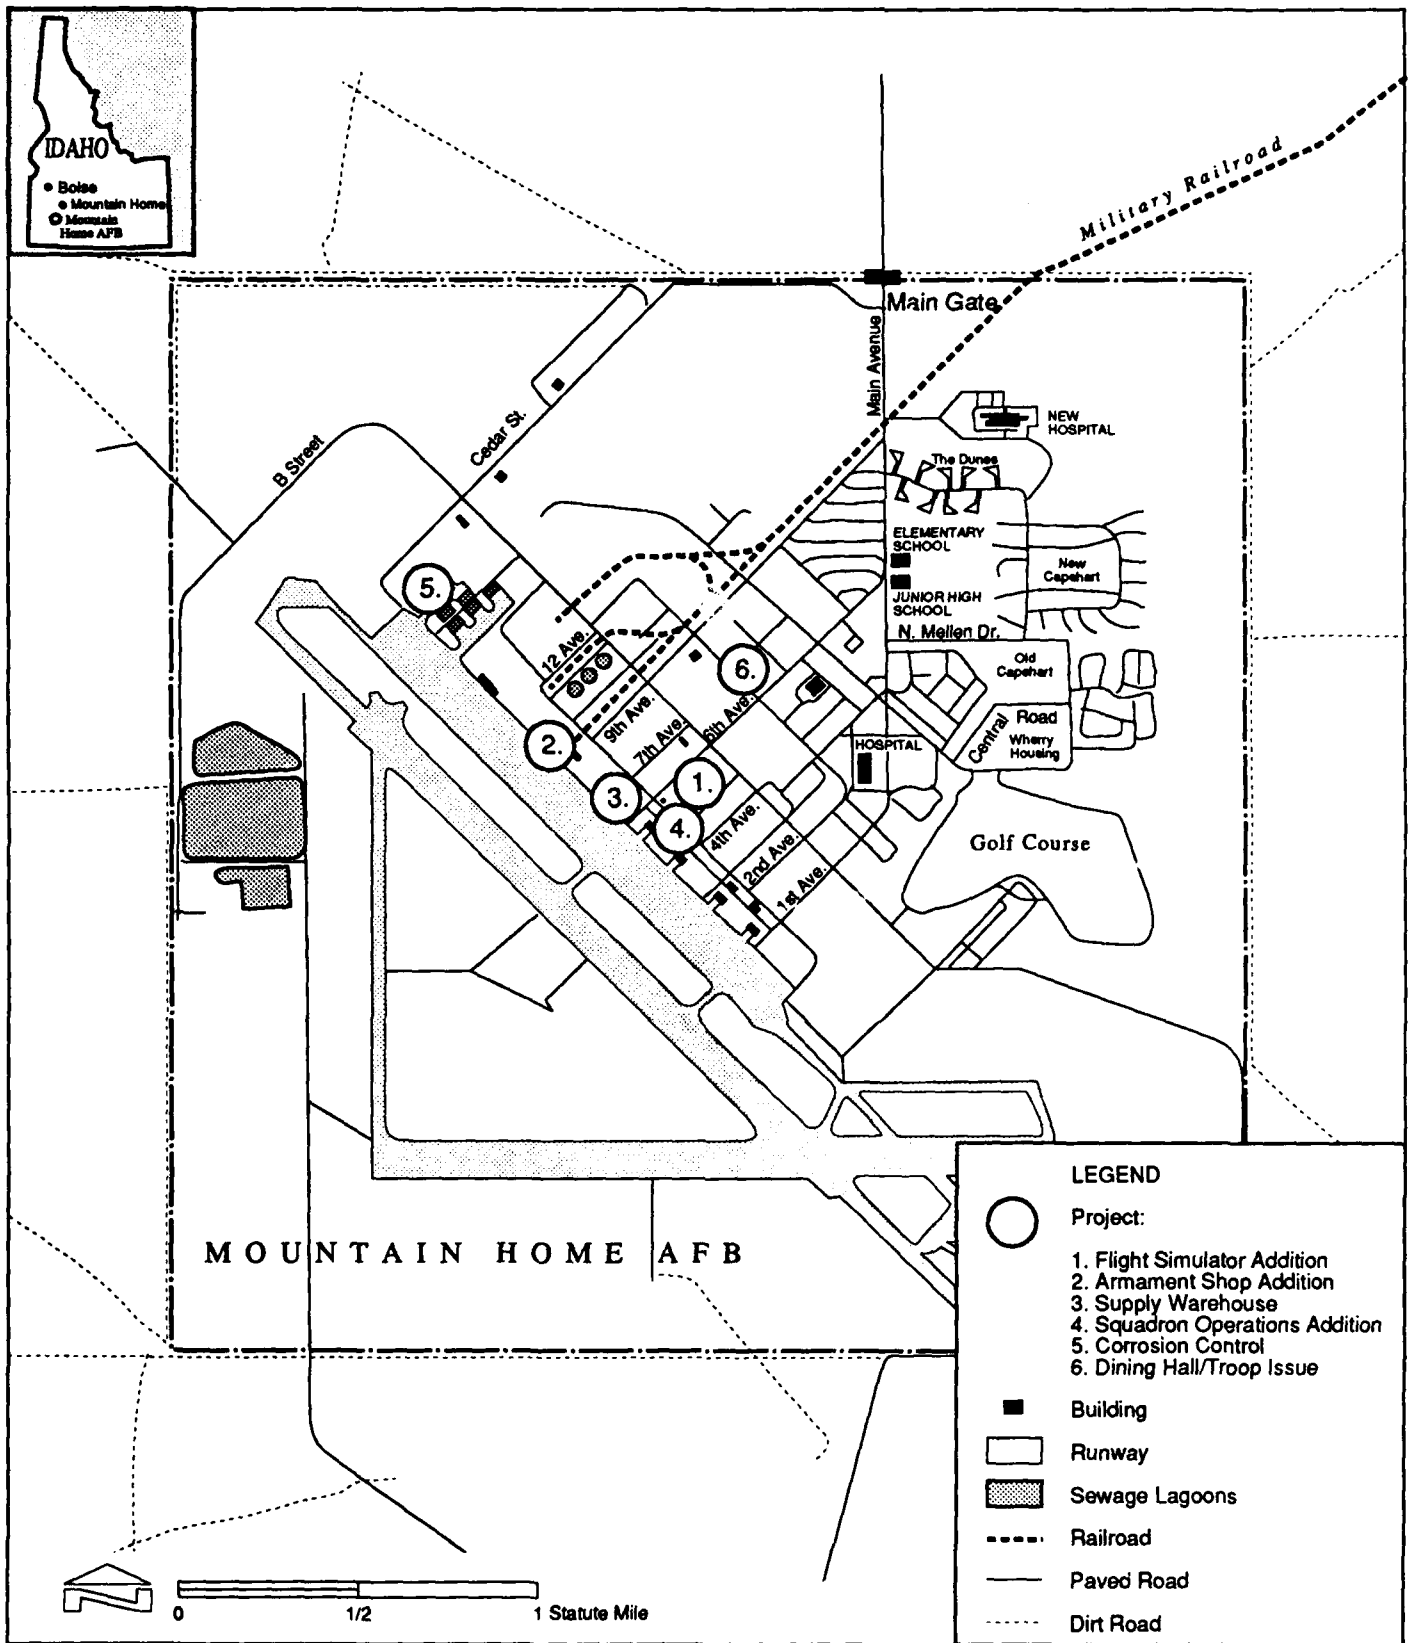 IDAHO
Boise
Mountain Home
Mountain
Home AFB
Military Railroad
Main Gate
Main Avenue
NEW
HOSPITAL
Cedar St.
B Street
The Dunes
ELEMENTARY
SCHOOL
New
Capehart
5.
JUNIOR HIGH
SCHOOL
N. Mellen Dr.
12 Ave.
6.
Old
Capehart
9th Ave.
7th Ave.
6th Ave.
Central Road
Wherry
Housing
2.
HOSPITAL
1.
3.
4.
4th Ave.
2nd Ave.
1st Ave.
Golf Course
MOUNTAIN HOME AFB
LEGEND
Project:
1. Flight Simulator Addition
2. Armament Shop Addition
3. Supply Warehouse
4. Squadron Operations Addition
5. Corrosion Control
6. Dining Hall/Troop Issue
Building
Runway
Sewage Lagoons
Railroad
Paved Road
Dirt Road
N
0 1/2 1 Statute Mile